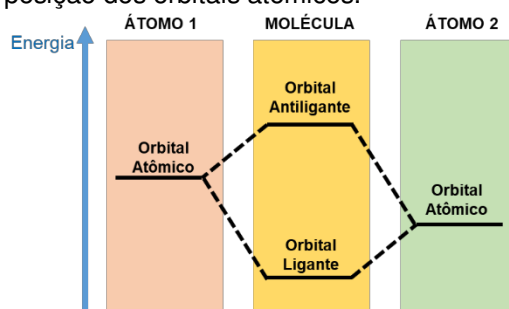 posição dos orbitais atômicos.
ÁTOMO 1 MOLÉCULA ÁTOMO 2
Energia
Orbital
Antiligante
Orbital
Atômico
Orbital
Atômico
Orbital
Ligante